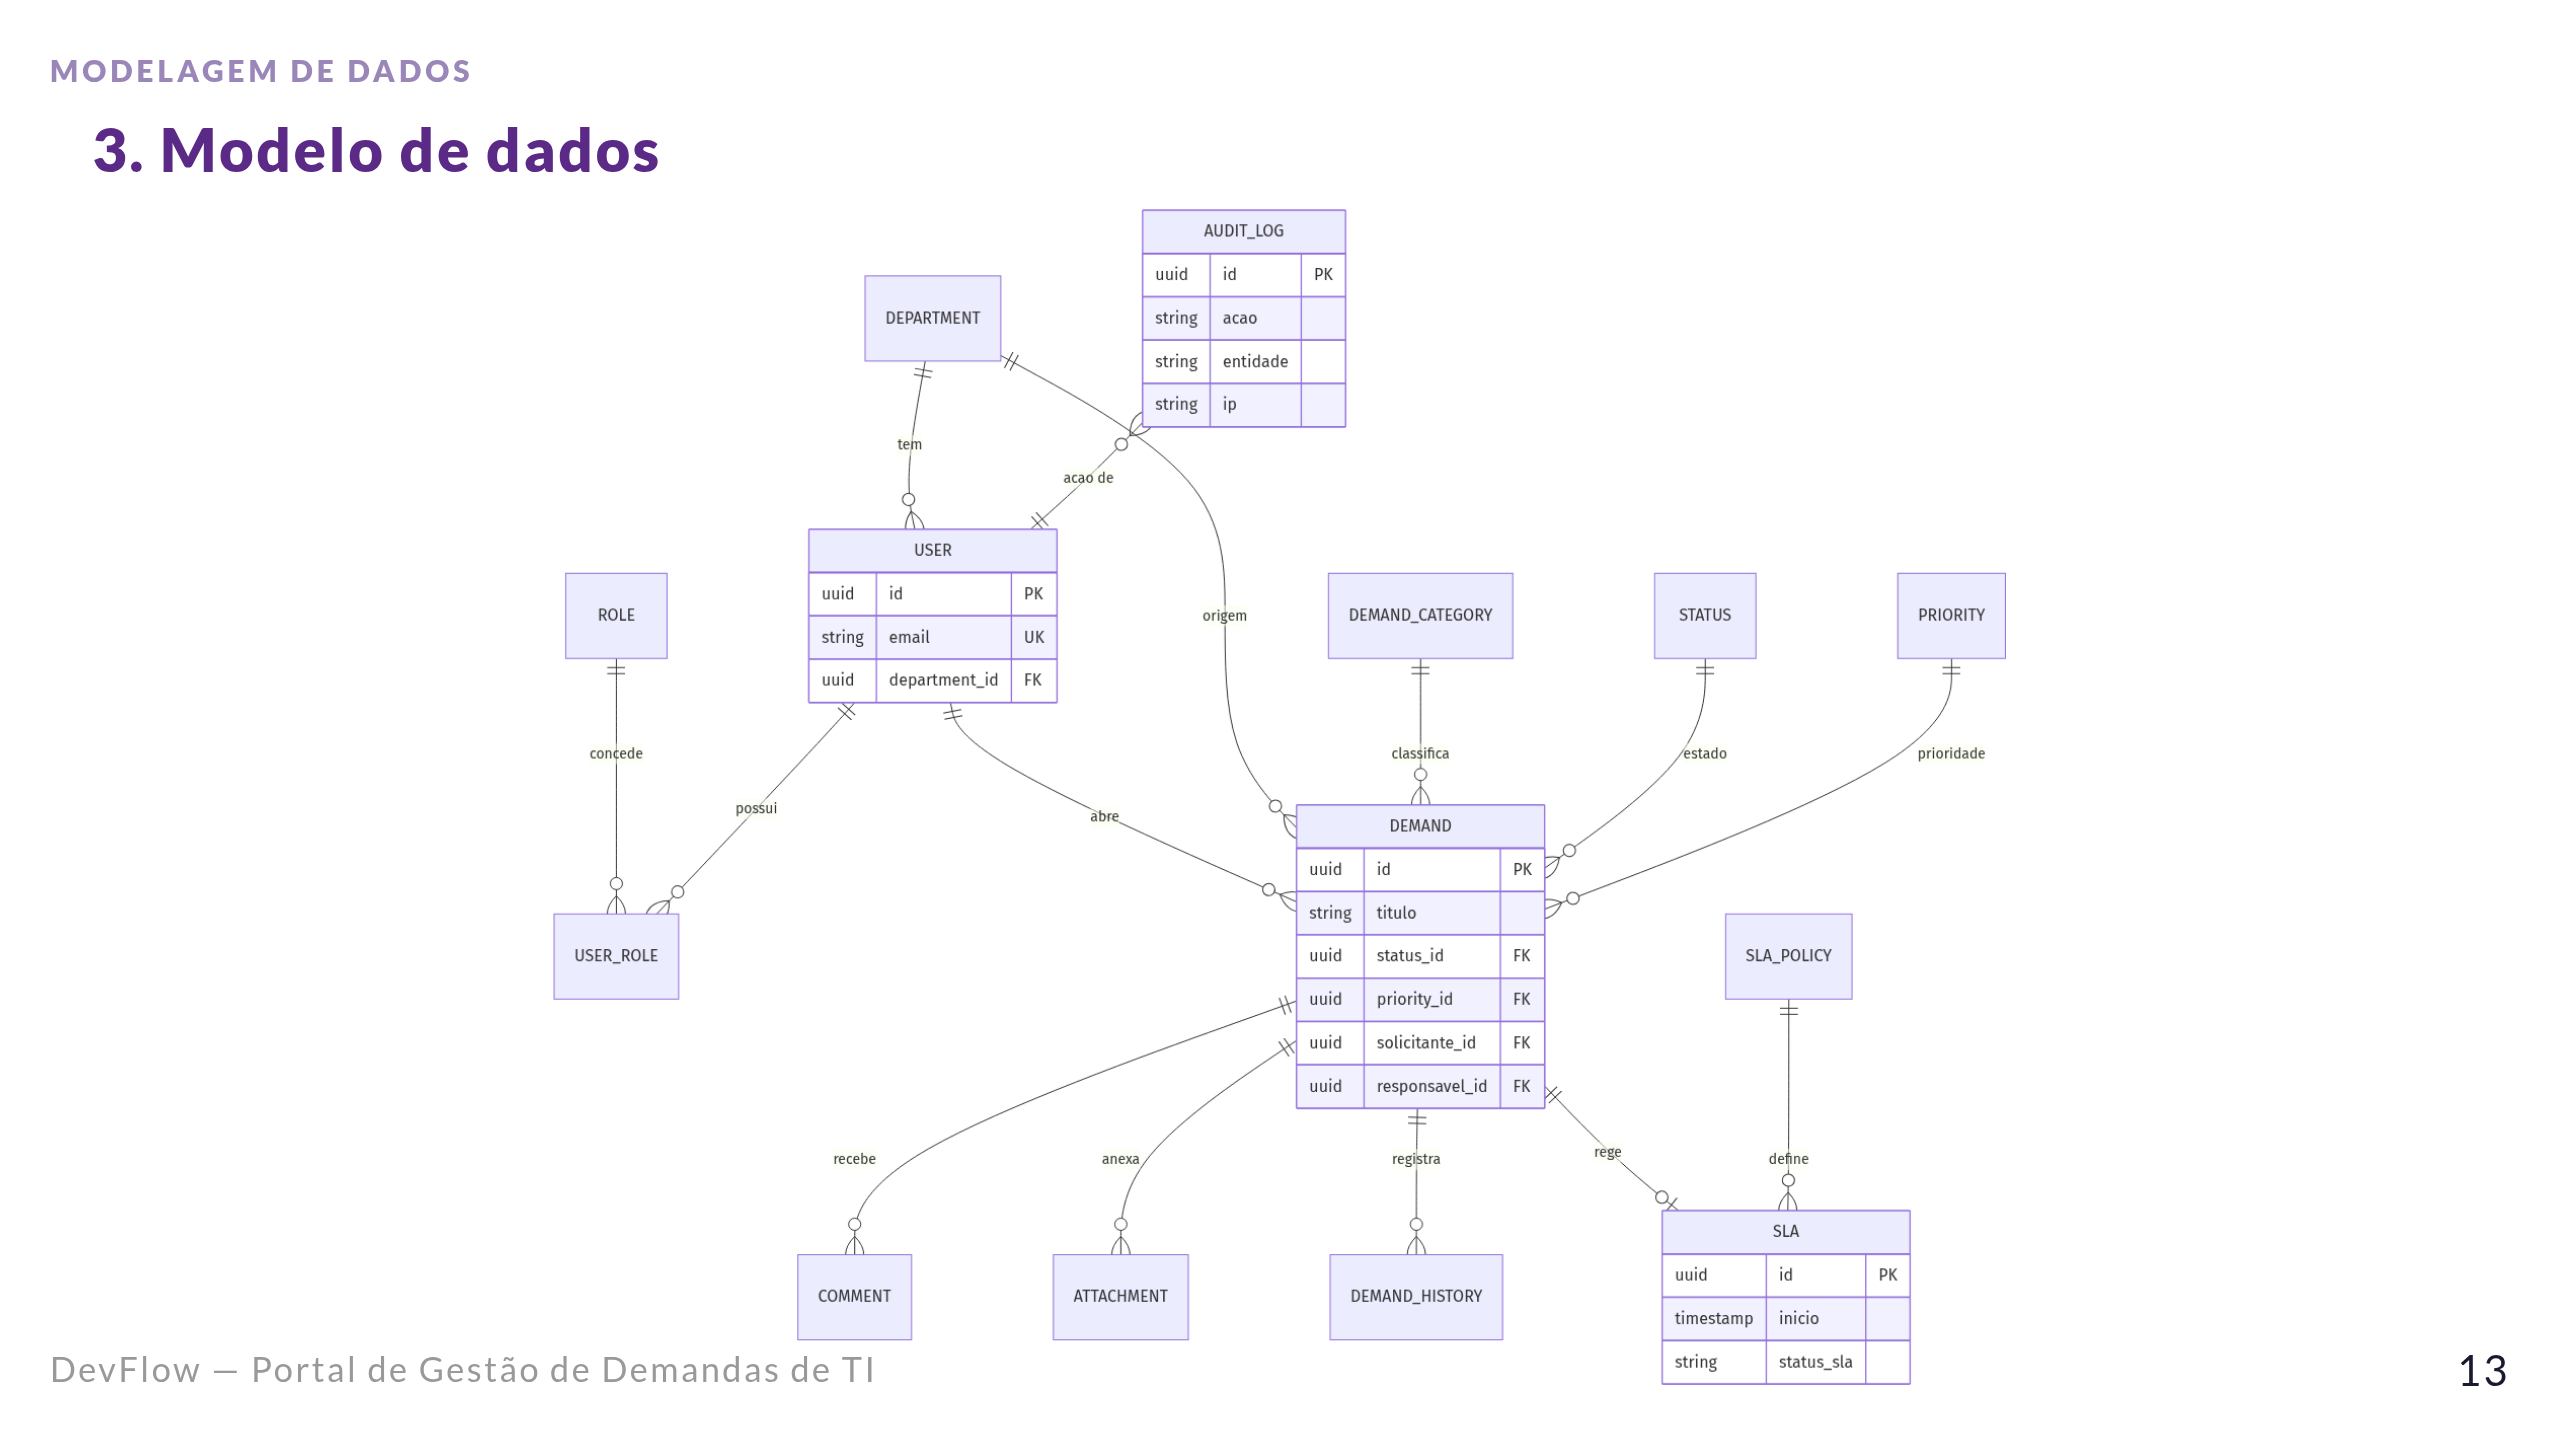 MODELAGEM DE DADOS
3. Modelo de dados
AUDIT_LOG
uuid id PK
string acao
string entidade
string ip
DEPARTMENT
tem
acao de
USER
uuid id PK
string email UK
uuid department_id FK
ROLE
origem
DEMAND_CATEGORY
STATUS
PRIORITY
concede
possui
abre
classifica
estado
prioridade
DEMAND
uuid id PK
string titulo
uuid status_id FK
uuid priority_id FK
uuid solicitante_id FK
uuid responsavel_id FK
USER_ROLE
SLA_POLICY
recebe
anexa
registra
rege
define
COMMENT
ATTACHMENT
DEMAND_HISTORY
SLA
uuid id PK
timestamp inicio
string status_sla
DevFlow — Portal de Gestão de Demandas de TI
13